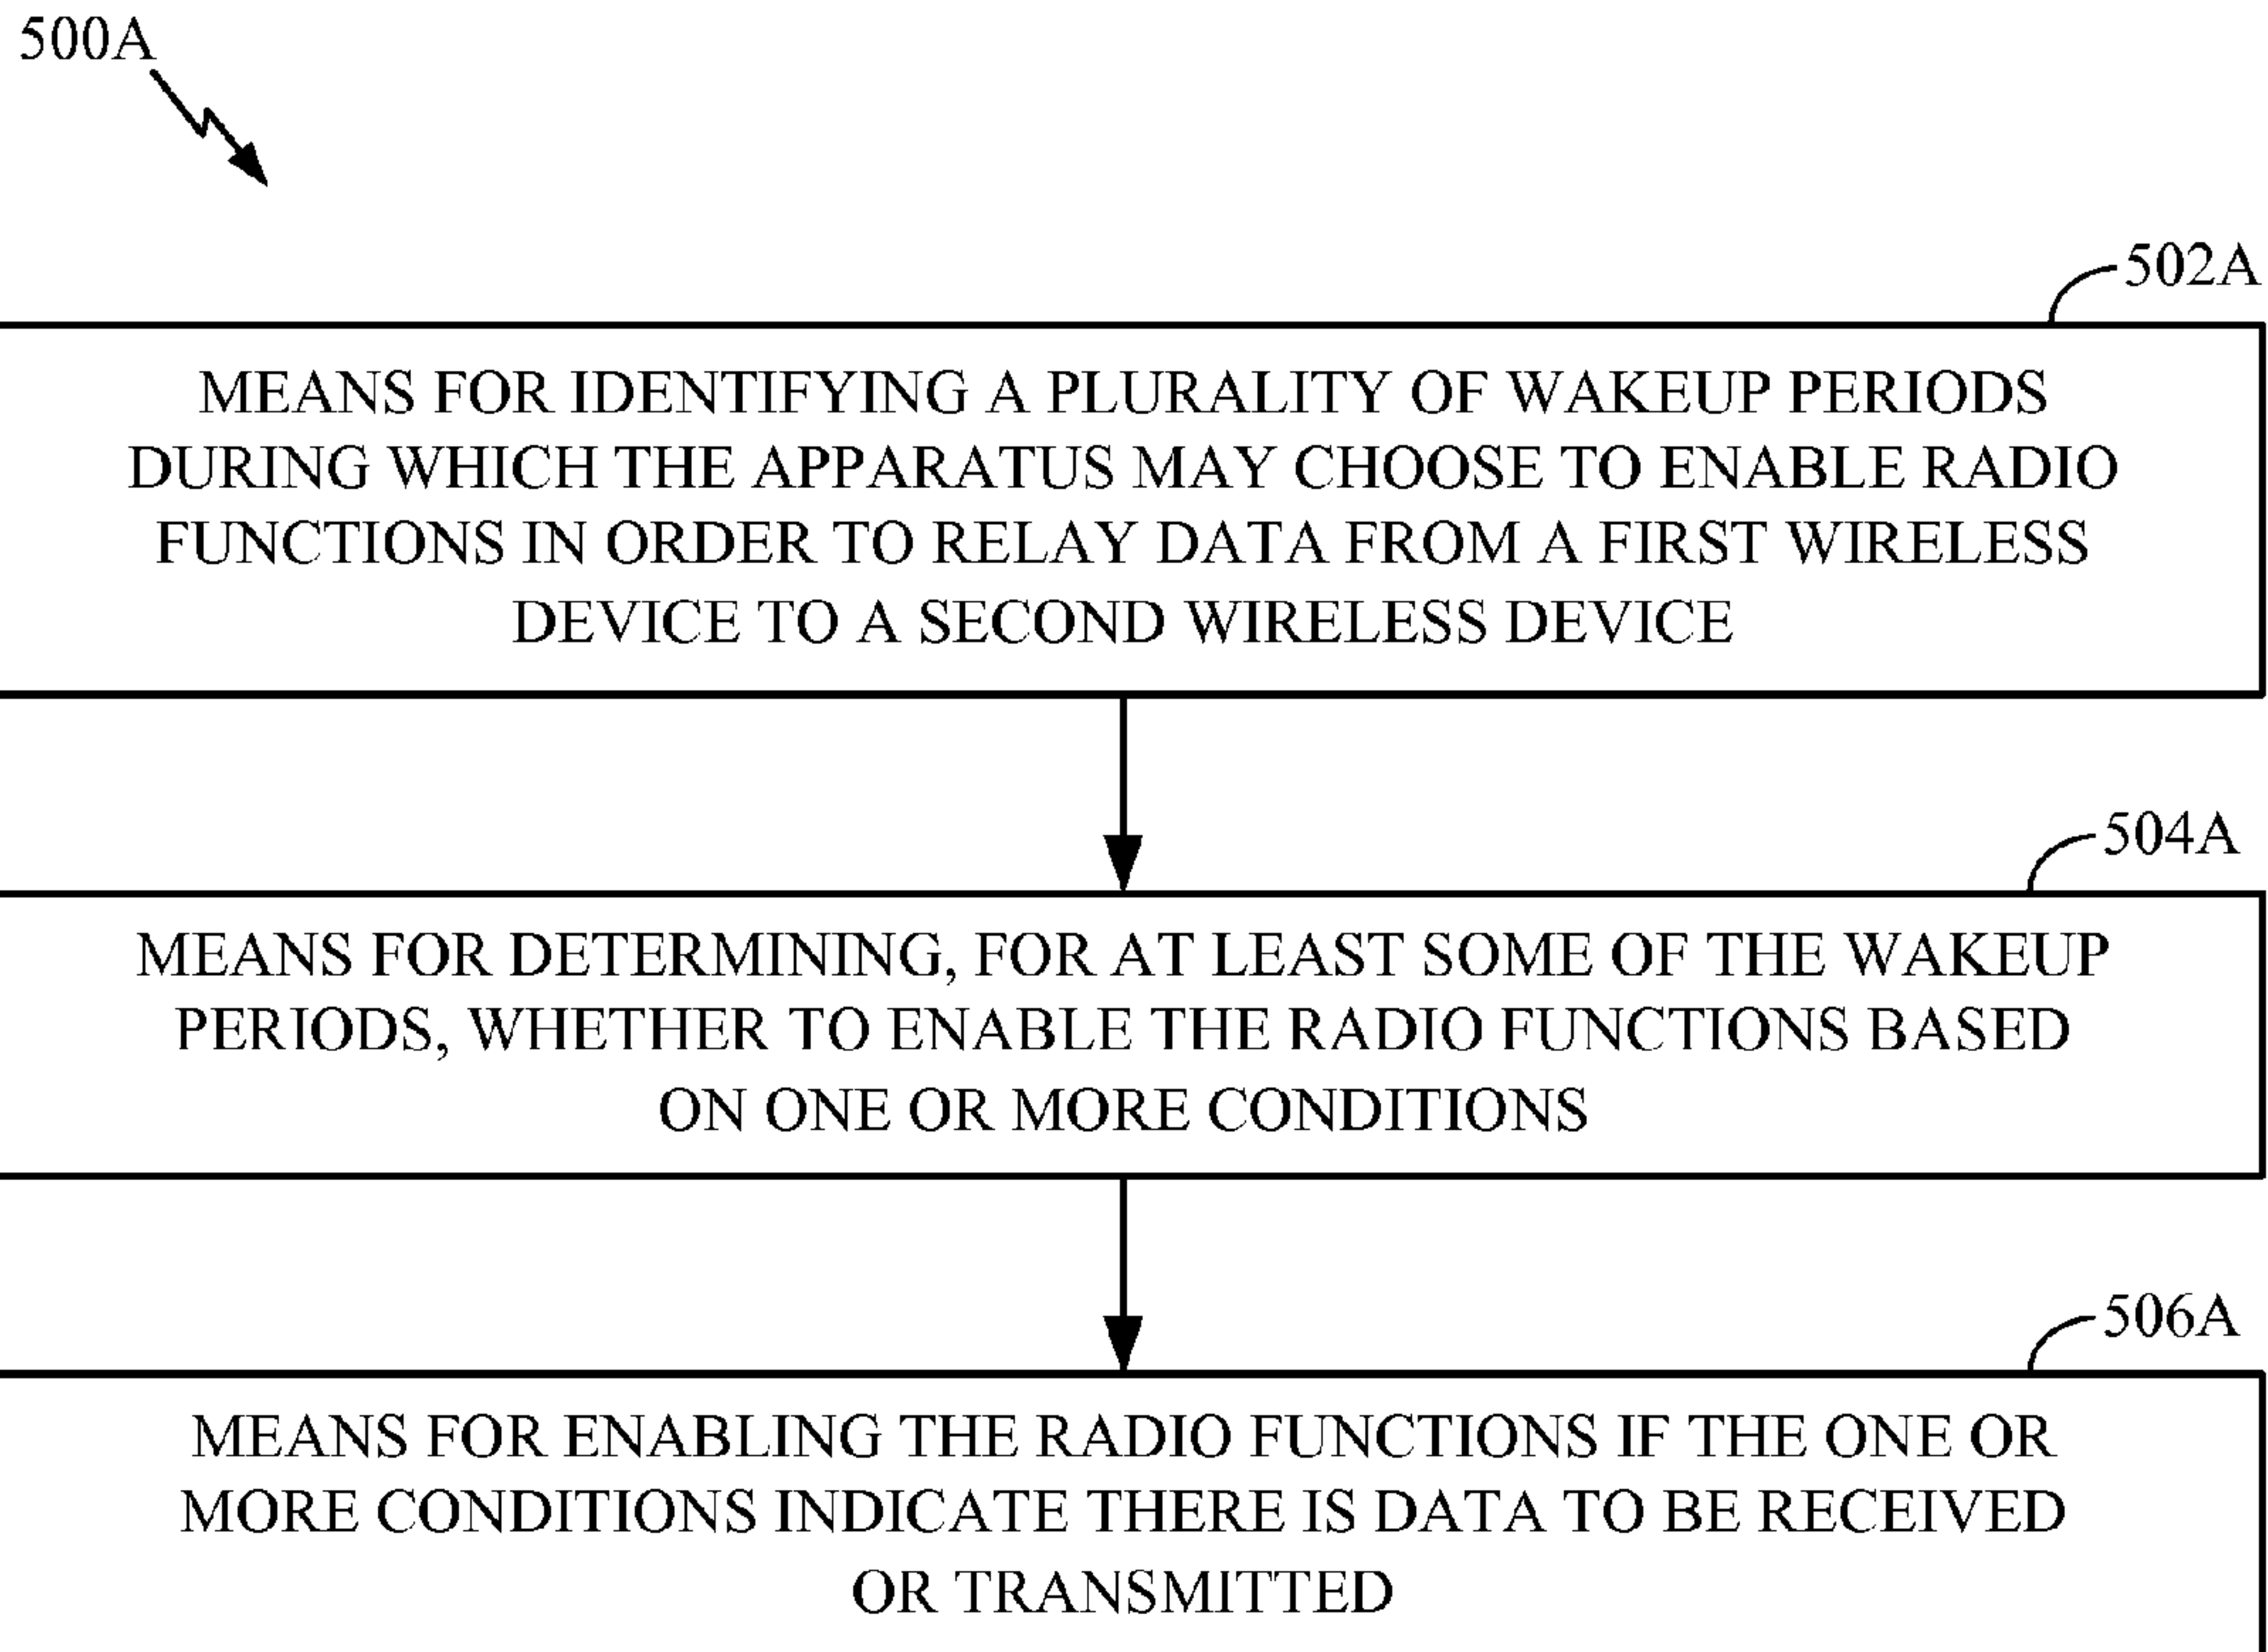 500A
502A
MEANS FOR IDENTIFYING A PLURALITY OF WAKEUP PERIODS
DURING WHICH THE APPARATUS MAY CHOOSE TO ENABLE RADIO
FUNCTIONS IN ORDER TO RELAY DATA FROM A FIRST WIRELESS
DEVICE TO A SECOND WIRELESS DEVICE
504A
MEANS FOR DETERMINING, FOR AT LEAST SOME OF THE WAKEUP
PERIODS, WHETHER TO ENABLE THE RADIO FUNCTIONS BASED
ON ONE OR MORE CONDITIONS
506A
MEANS FOR ENABLING THE RADIO FUNCTIONS IF THE ONE OR
MORE CONDITIONS INDICATE THERE IS DATA TO BE RECEIVED
OR TRANSMITTED